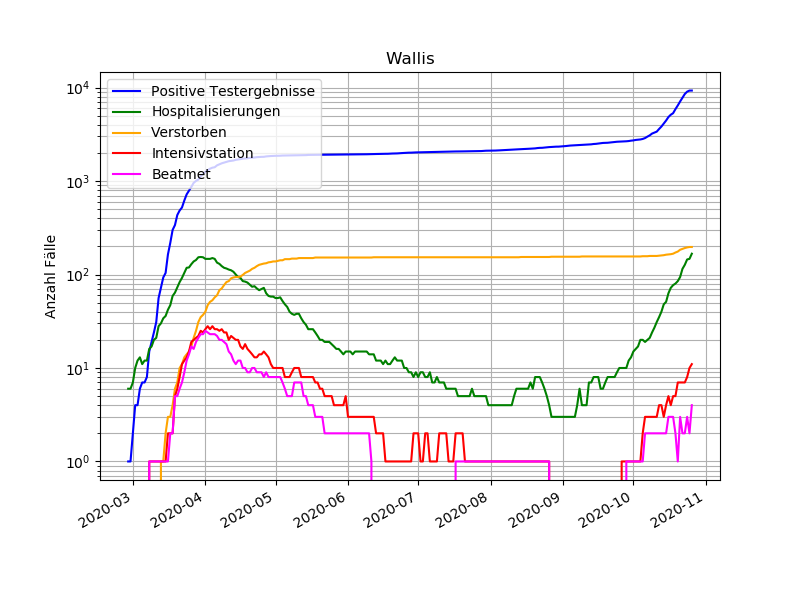 Wallis
Anzahl Fälle
10⁴
10³
10²
10¹
10⁰
Positive Testergebnisse
Hospitalisierungen
Verstorben
Intensivstation
Beatmet
2020-03
2020-04
2020-05
2020-06
2020-07
2020-08
2020-09
2020-10
2020-11